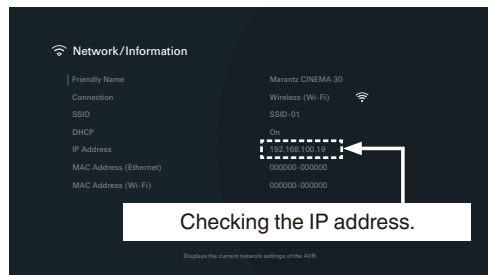 Network/Information
Friendly Name Marantz CINEMA 30
Connection Wireless (Wi-Fi)
SSID SSID-01
DHCP On
IP Address 192.168.100.19
MAC Address (Ethernet) 000000-000000
MAC Address (Wi-Fi) 000000-000000
Checking the IP address.
Displays the current network settings of the AVR